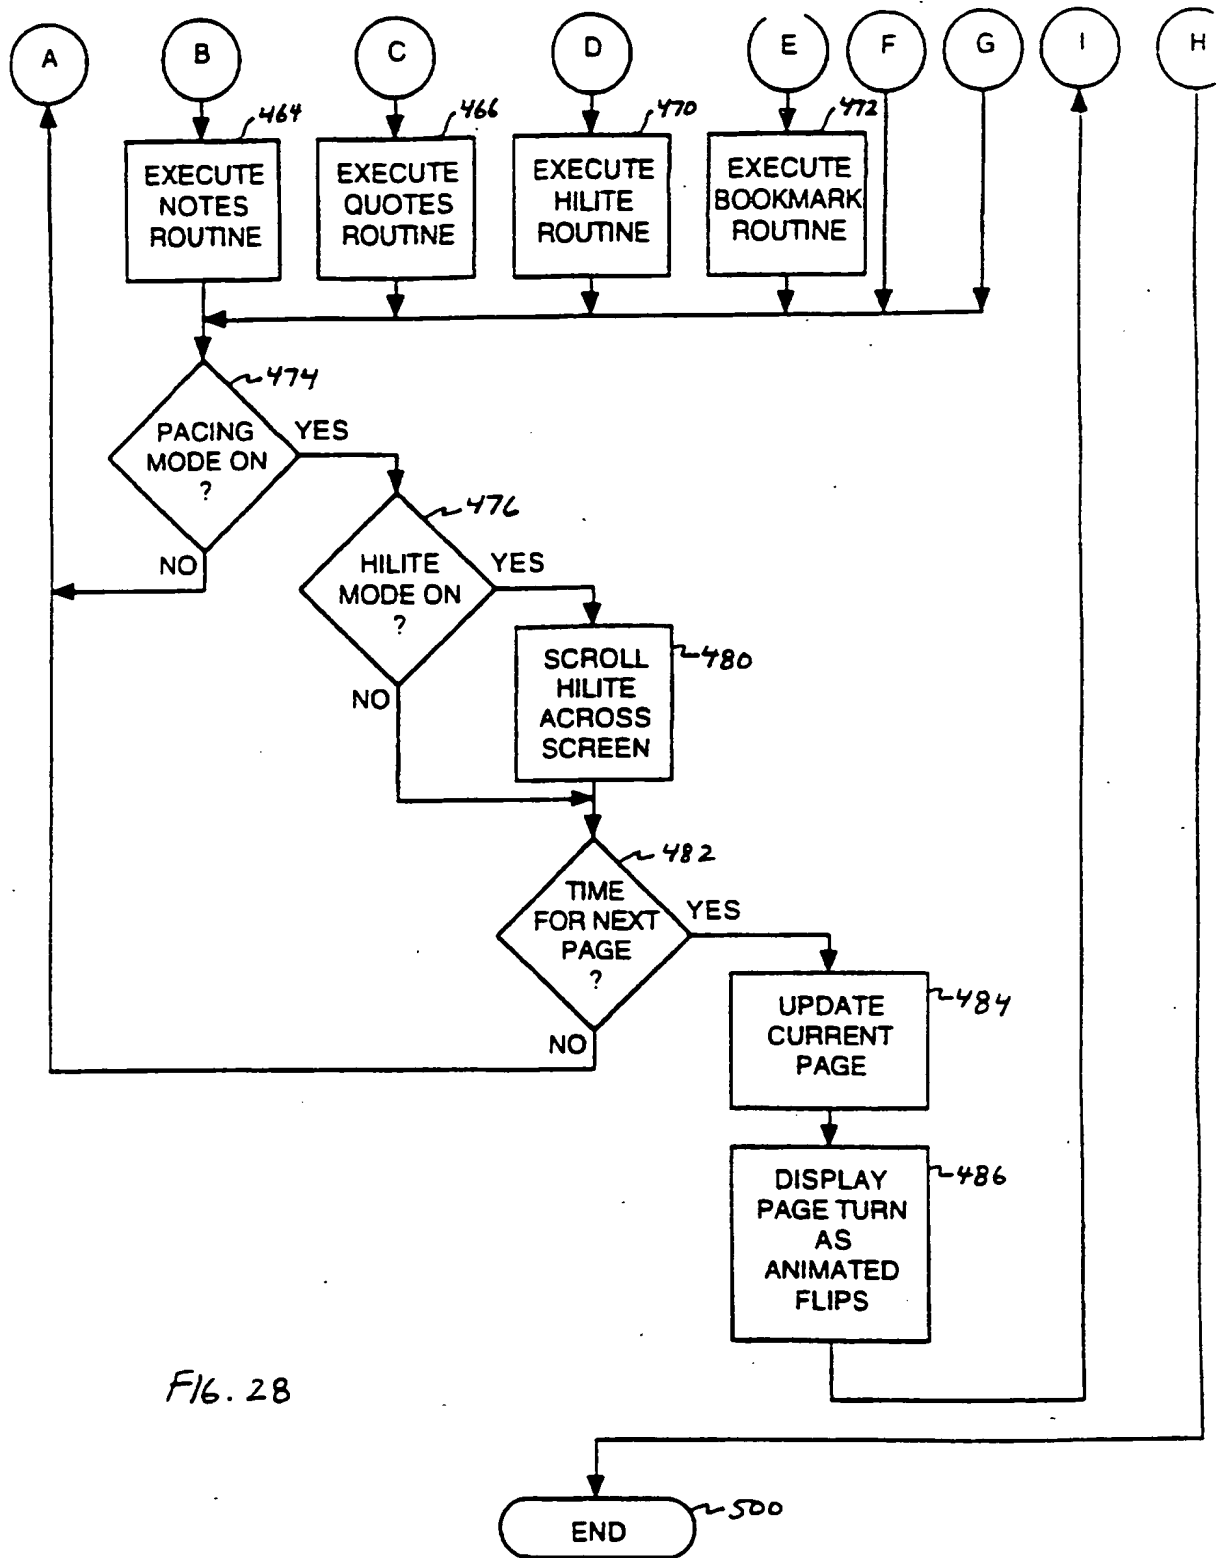 A B C D E F G I H
464 466 470 472
EXECUTE
NOTES
ROUTINE
EXECUTE
QUOTES
ROUTINE
EXECUTE
HILITE
ROUTINE
EXECUTE
BOOKMARK
ROUTINE
474
PACING
MODE ON
?
YES
NO
476
HILITE
MODE ON
?
YES
NO
480
SCROLL
HILITE
ACROSS
SCREEN
482
TIME
FOR NEXT
PAGE
?
YES
NO
484
UPDATE
CURRENT
PAGE
486
DISPLAY
PAGE TURN
AS
ANIMATED
FLIPS
FIG. 28
500
END